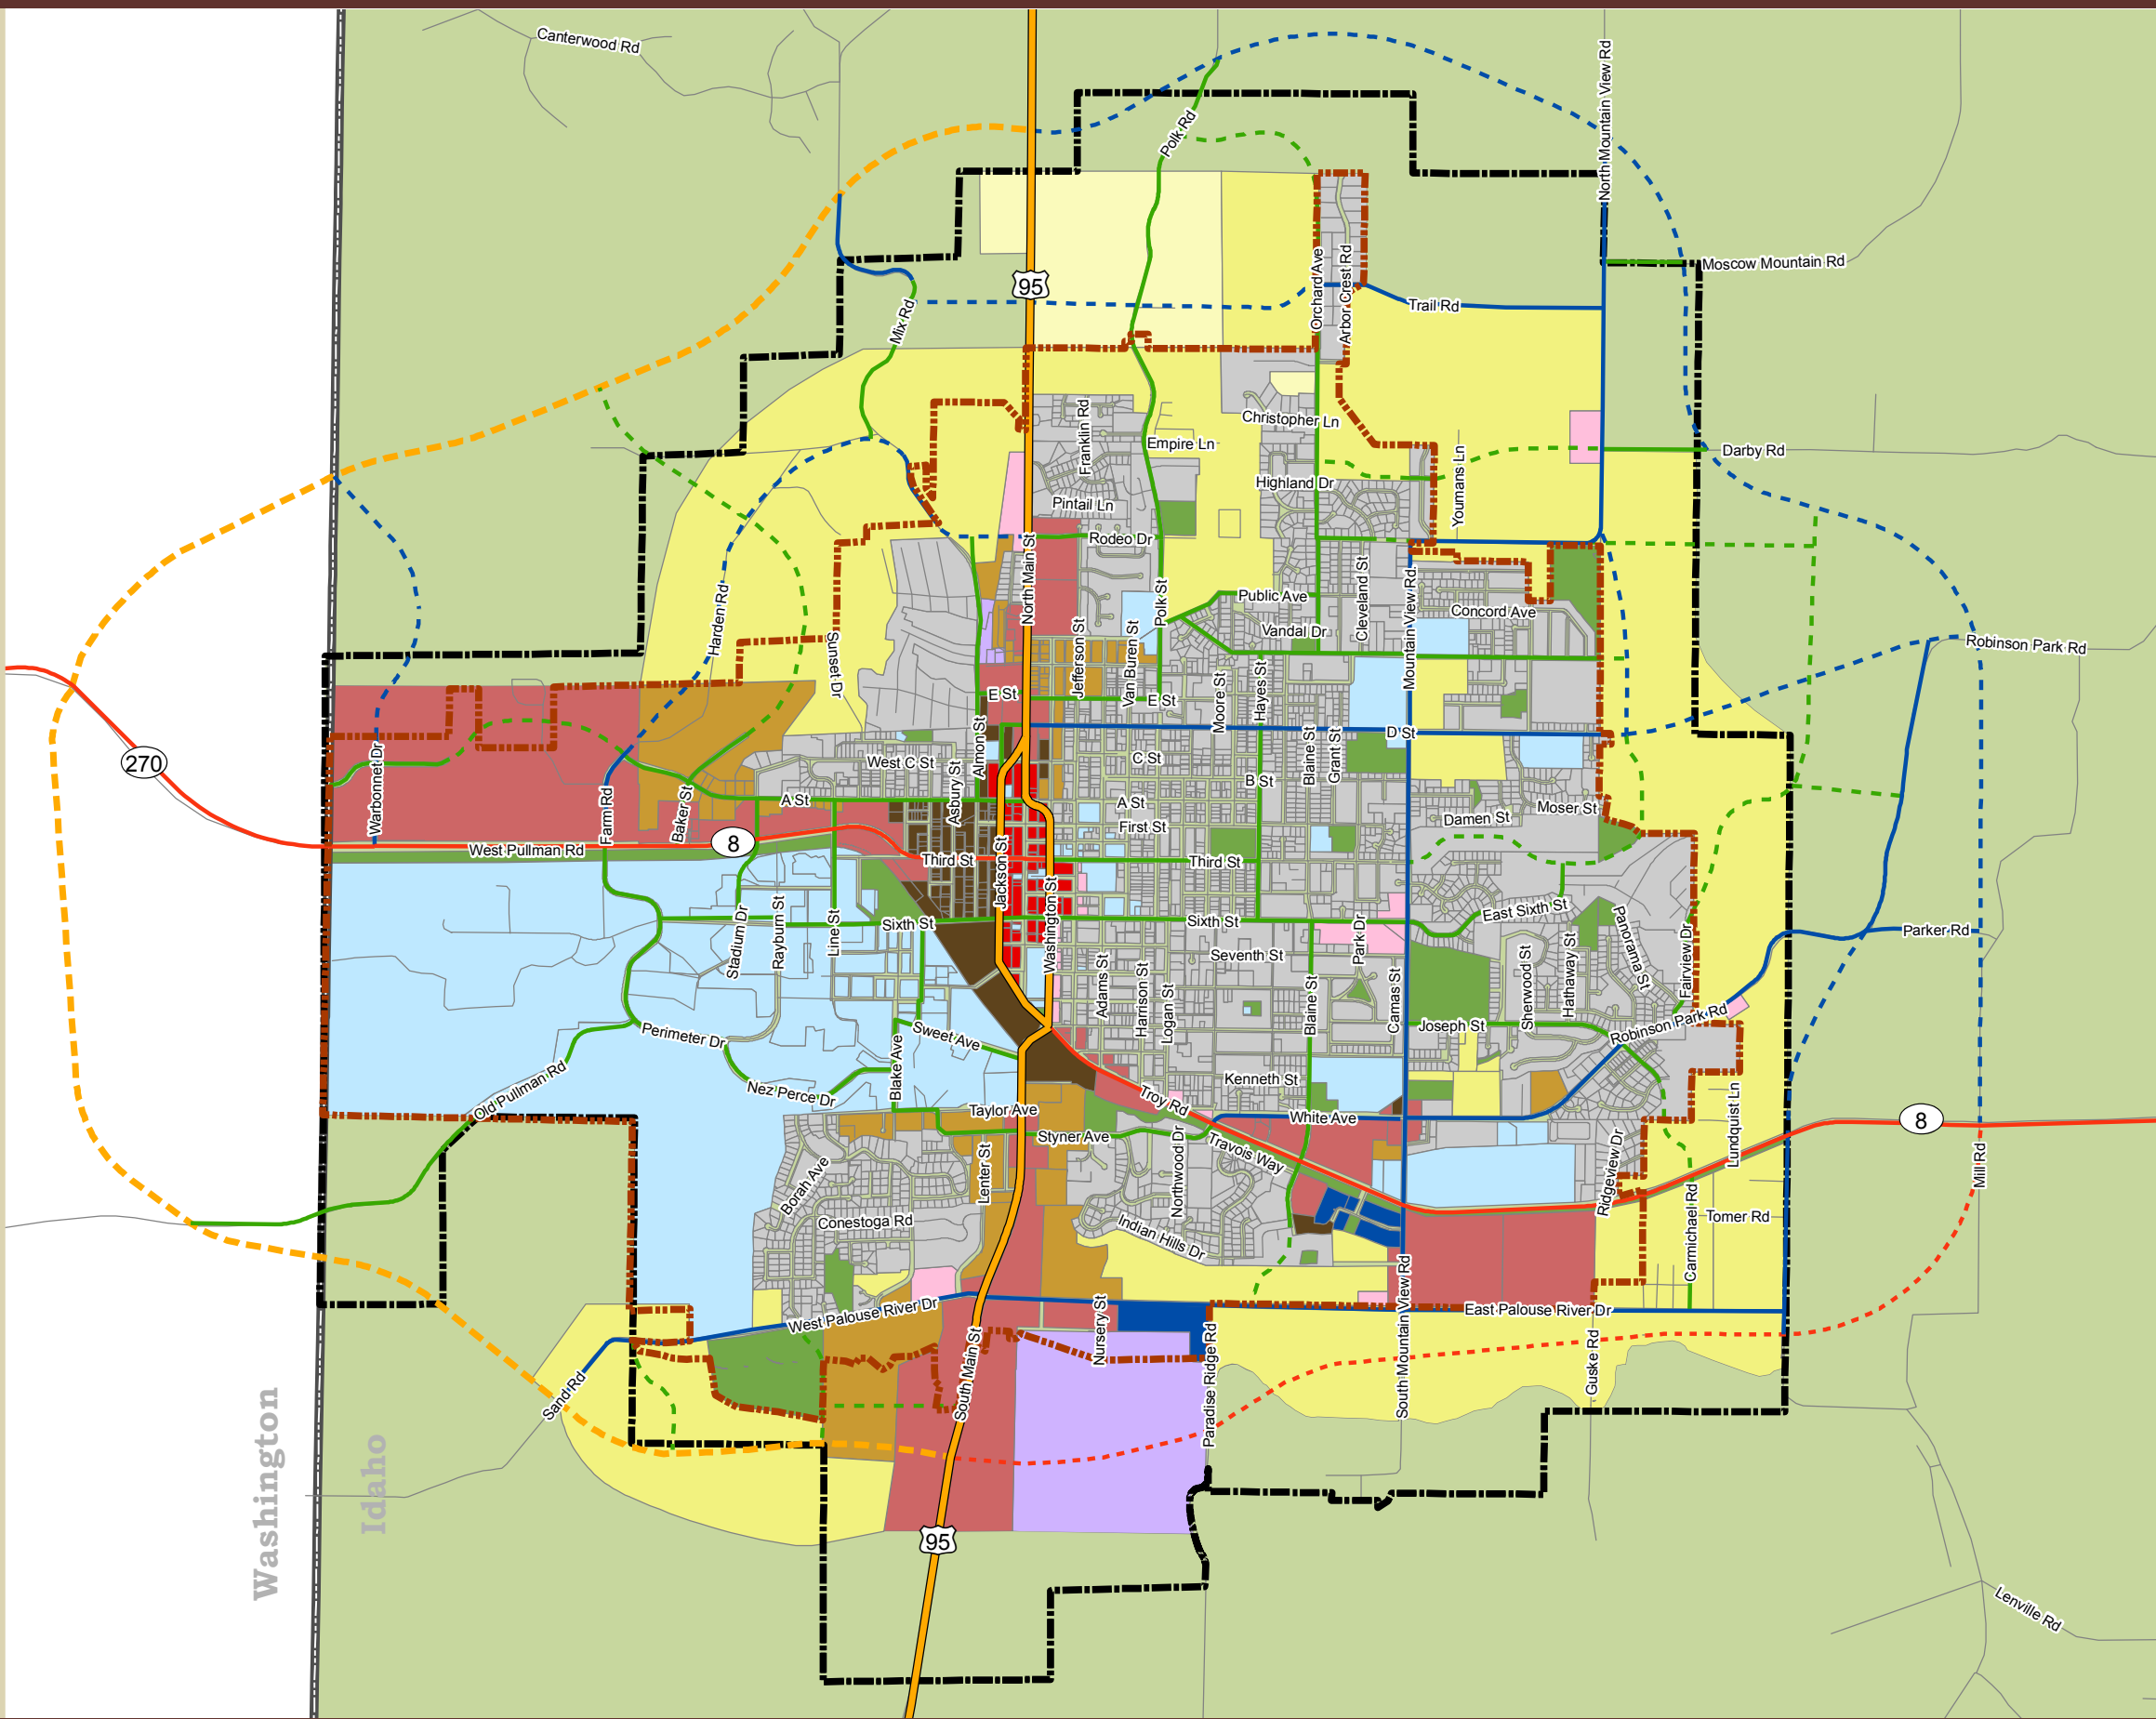 Canterwood Rd
North Mountain View Rd
Polk Rd
Moscow Mountain Rd
95
Orchard Ave
Arbor Crest Rd
Trail Rd
Mix Rd
Franklin Rd
Christopher Ln
Empire Ln
Youmans Ln
Darby Rd
Highland Dr
Pintail Ln
Rodeo Dr
North Main St
Polk St
Public Ave
Cleveland St
Mountain View Rd.
Concord Ave
Harden Rd
Sunset Dr
Jefferson St
Van Buren St
Vandal Dr
Robinson Park Rd
E St
E St
Moore St
Hayes St
Almon St
Blaine St
Grant St
D St
270
Warbonnet Dr
West C St
C St
B St
Asbury St
Farm Rd
Baker St
A St
A St
Moser St
Damen St
First St
8
West Pullman Rd
Third St
Third St
Jackson St
Washington St
Stadium Dr
Rayburn St
Line St
Sixth St
Sixth St
East Sixth St
Park Dr
Panorama St
Parker Rd
Seventh St
Sherwood St
Hathaway St
Fairview Dr
Adams St
Harrison St
Logan St
Blaine St
Camas St
Joseph St
Robinson Park Rd
Perimeter Dr
Sweet Ave
Blake Ave
Old Pullman Rd
Nez Perce Dr
Kenneth St
Troy Rd
Taylor Ave
White Ave
Lundquist Ln
8
Styner Ave
Travois Way
Northwood Dr
Ridgeview Dr
Mill Rd
Borah Ave
Lenter St
Conestoga Rd
Indian Hills Dr
Carmichael Rd
Tomer Rd
West Palouse River Dr
East Palouse River Dr
South Mountain View Rd
Nursery St
South Main St
Paradise Ridge Rd
Guske Rd
Sand Rd
Washington
Idaho
95
Lenville Rd